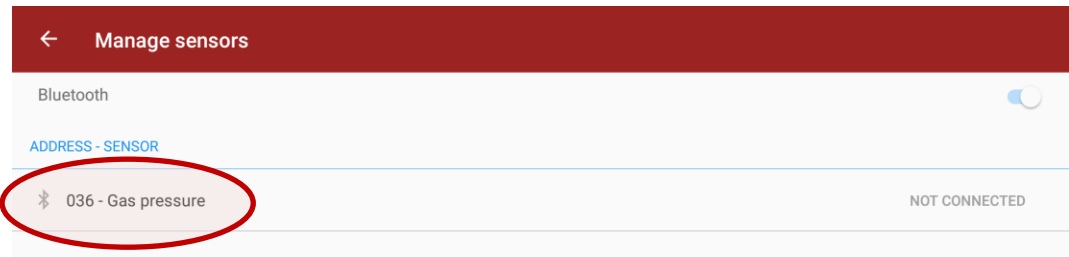 Manage sensors
Bluetooth
ADDRESS - SENSOR
036 - Gas pressure NOT CONNECTED